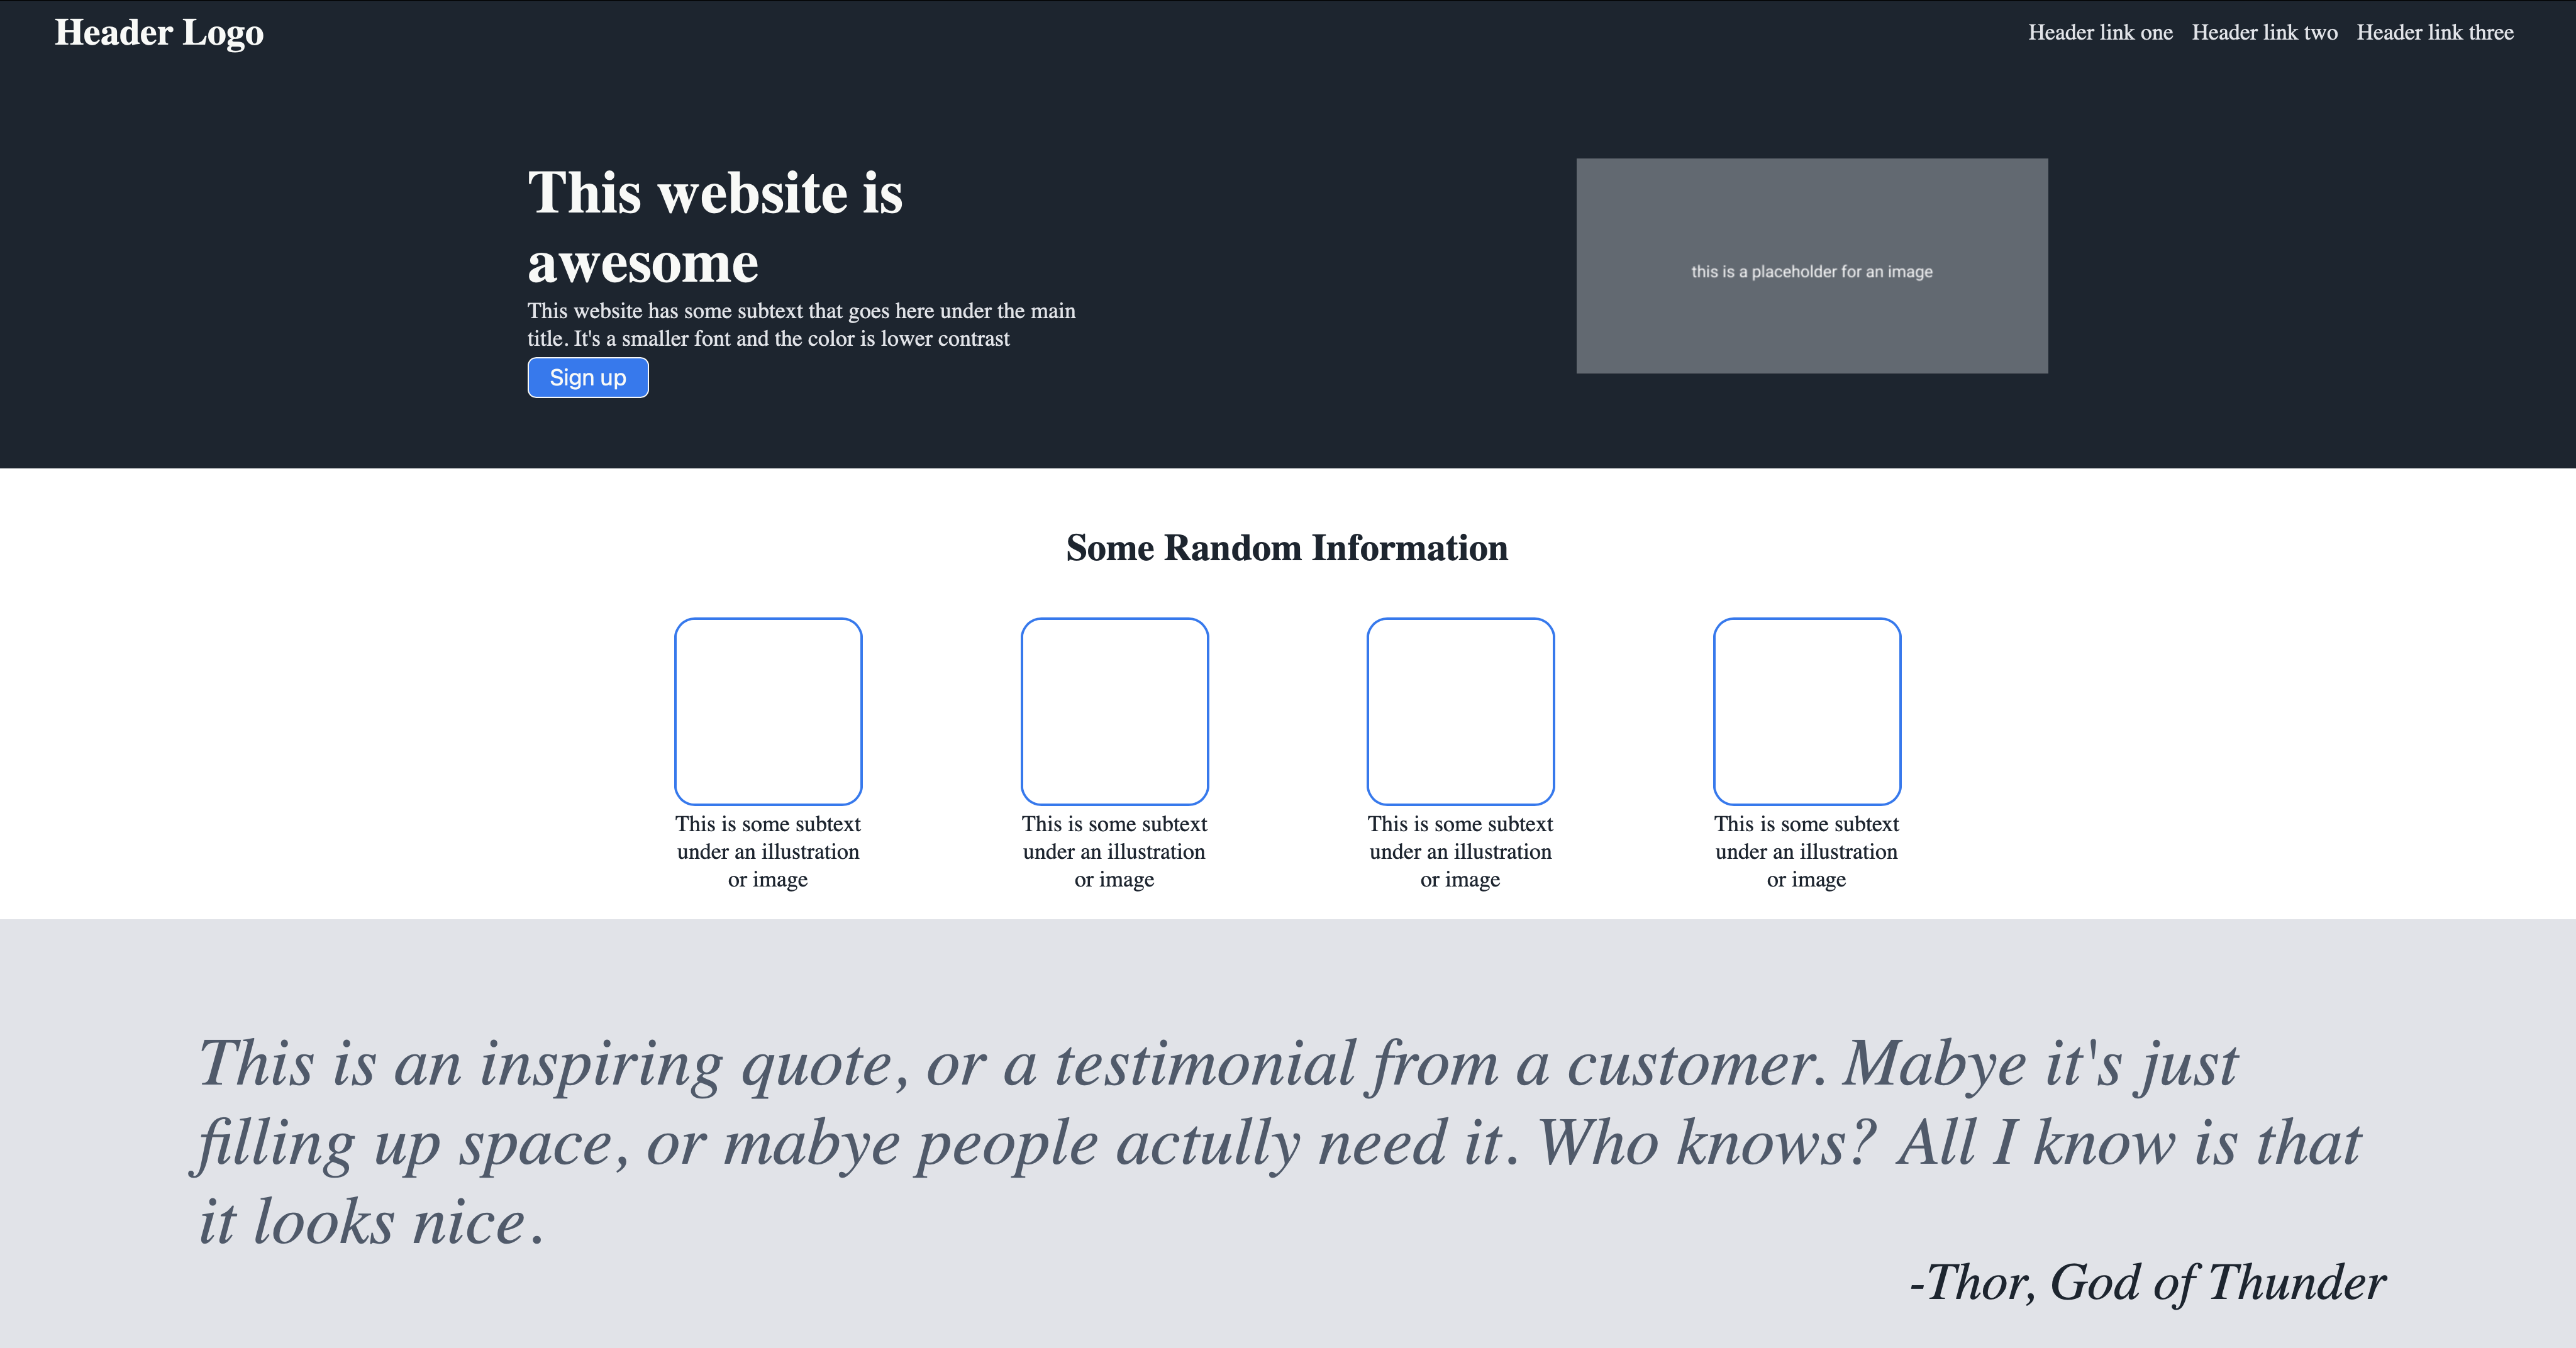 Header Logo
Header link one
Header link two
Header link three
This website is
awesome
This website has some subtext that goes here under the main
title. It's a smaller font and the color is lower contrast
Sign up
this is a placeholder for an image
Some Random Information
This is some subtext
under an illustration
or image
This is some subtext
under an illustration
or image
This is some subtext
under an illustration
or image
This is some subtext
under an illustration
or image
This is an inspiring quote, or a testimonial from a customer. Mabye it's just
filling up space, or mabye people actully need it. Who knows? All I know is that
it looks nice.
-Thor, God of Thunder